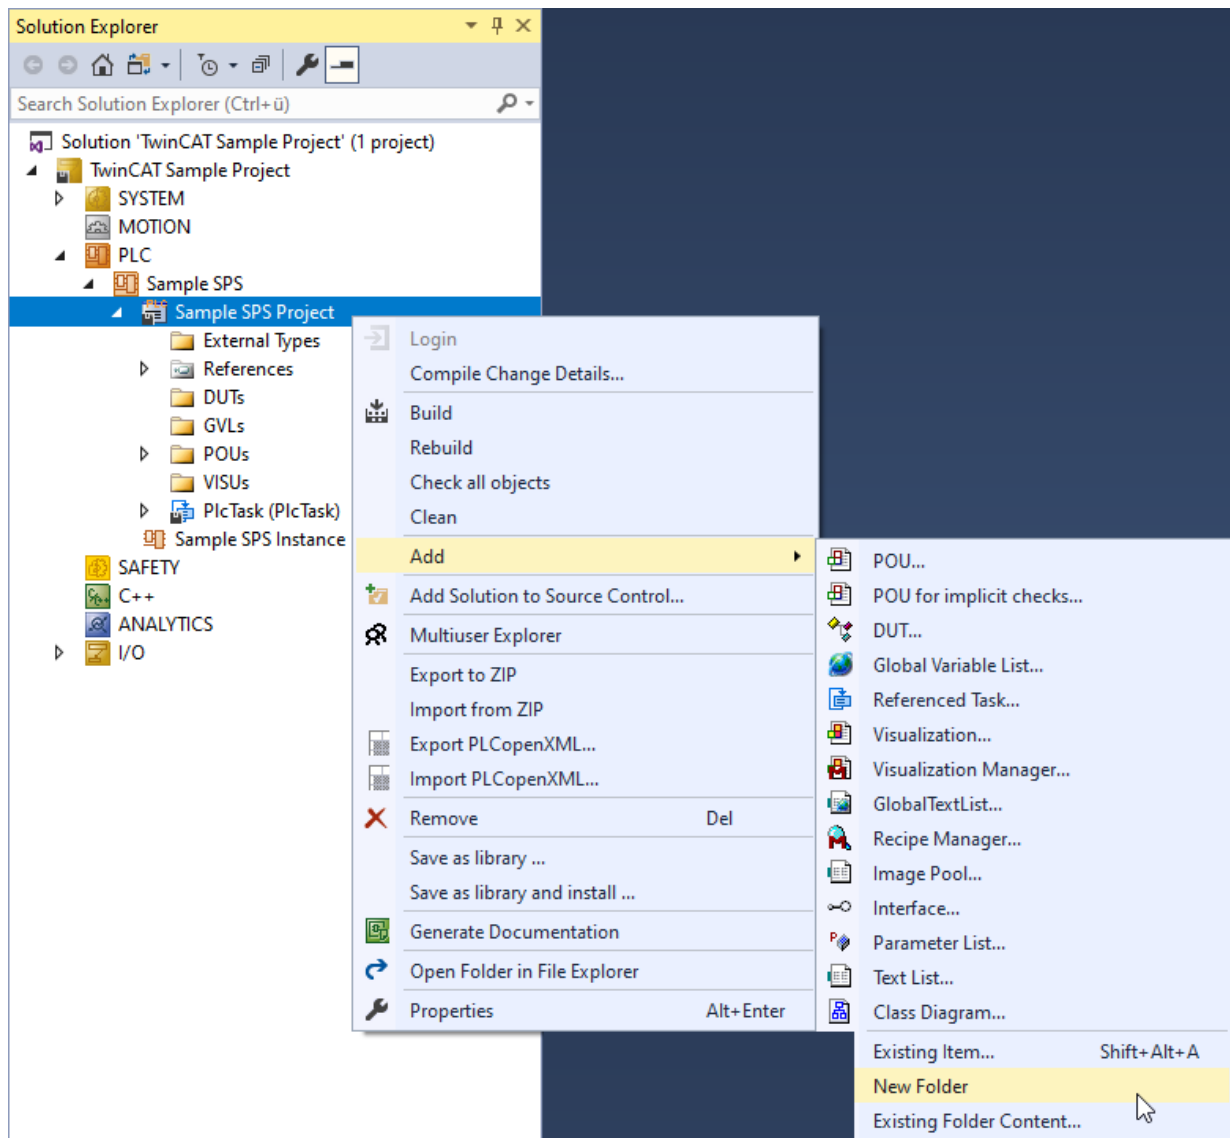 Solution Explorer
Search Solution Explorer (Ctrl+ü)
Solution 'TwinCAT Sample Project' (1 project)
TwinCAT Sample Project
SYSTEM
MOTION
PLC
Sample SPS
Sample SPS Project
External Types
References
DUTs
GVLs
POUs
VISUs
PlcTask (PlcTask)
Sample SPS Instance
SAFETY
C++
ANALYTICS
I/O
Login
Compile Change Details...
Build
Rebuild
Check all objects
Clean
Add
Add Solution to Source Control...
Multiuser Explorer
Export to ZIP
Import from ZIP
Export PLCopenXML...
Import PLCopenXML...
Remove Del
Save as library ...
Save as library and install ...
Generate Documentation
Open Folder in File Explorer
Properties Alt+Enter
POU...
POU for implicit checks...
DUT...
Global Variable List...
Referenced Task...
Visualization...
Visualization Manager...
GlobalTextList...
Recipe Manager...
Image Pool...
Interface...
Parameter List...
Text List...
Class Diagram...
Existing Item... Shift+Alt+A
New Folder
Existing Folder Content...